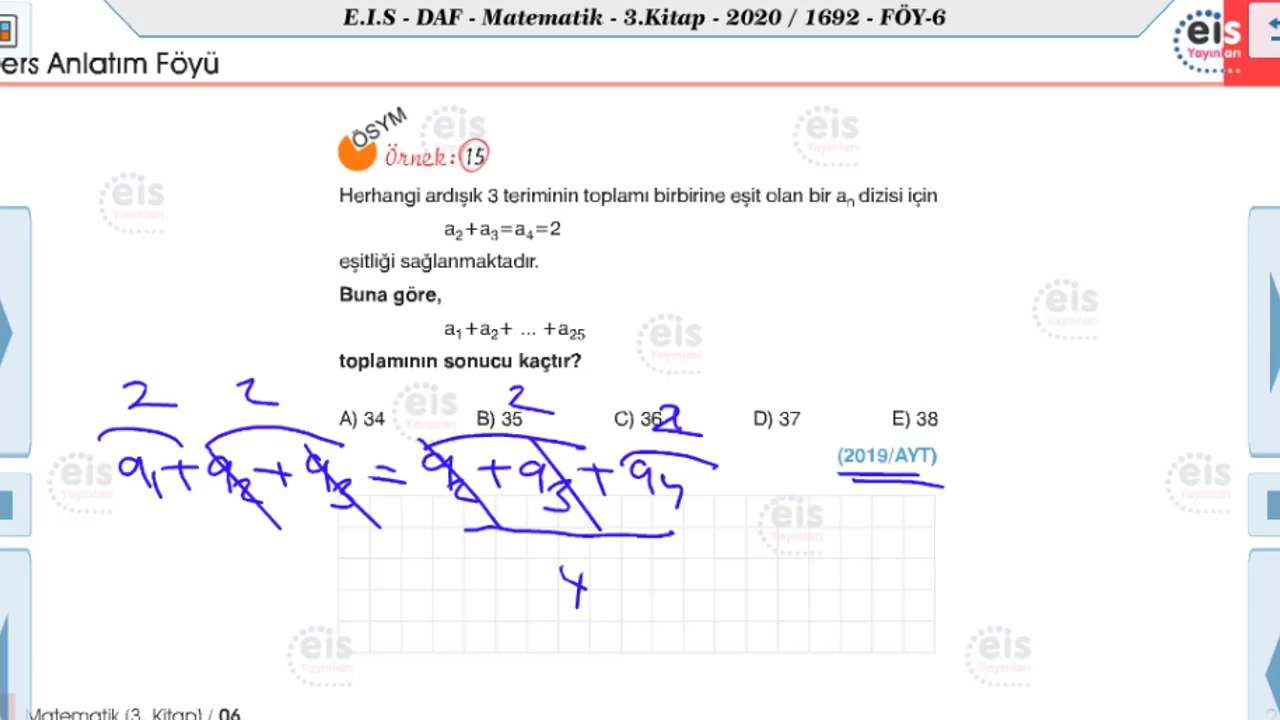 E.I.S - DAF - Matematik - 3.Kitap - 2020 / 1692 - FÖY-6
eis
Yayınları
ers Anlatım Föyü
ÖSYM
Örnek: 15
Herhangi ardışık 3 teriminin toplamı birbirine eşit olan bir aₙ dizisi için
a₂+a₃=a₄=2
eşitliği sağlanmaktadır.
Buna göre,
a₁+a₂+ ... +a₂₅
toplamının sonucu kaçtır?
A) 34 B) 35 C) 36 D) 37 E) 38
(2019/AYT)
2 2 2 2
a₁+a₂+a₃=a₂+a₃+a₄
4
Matematik (3. Kitap) / 06